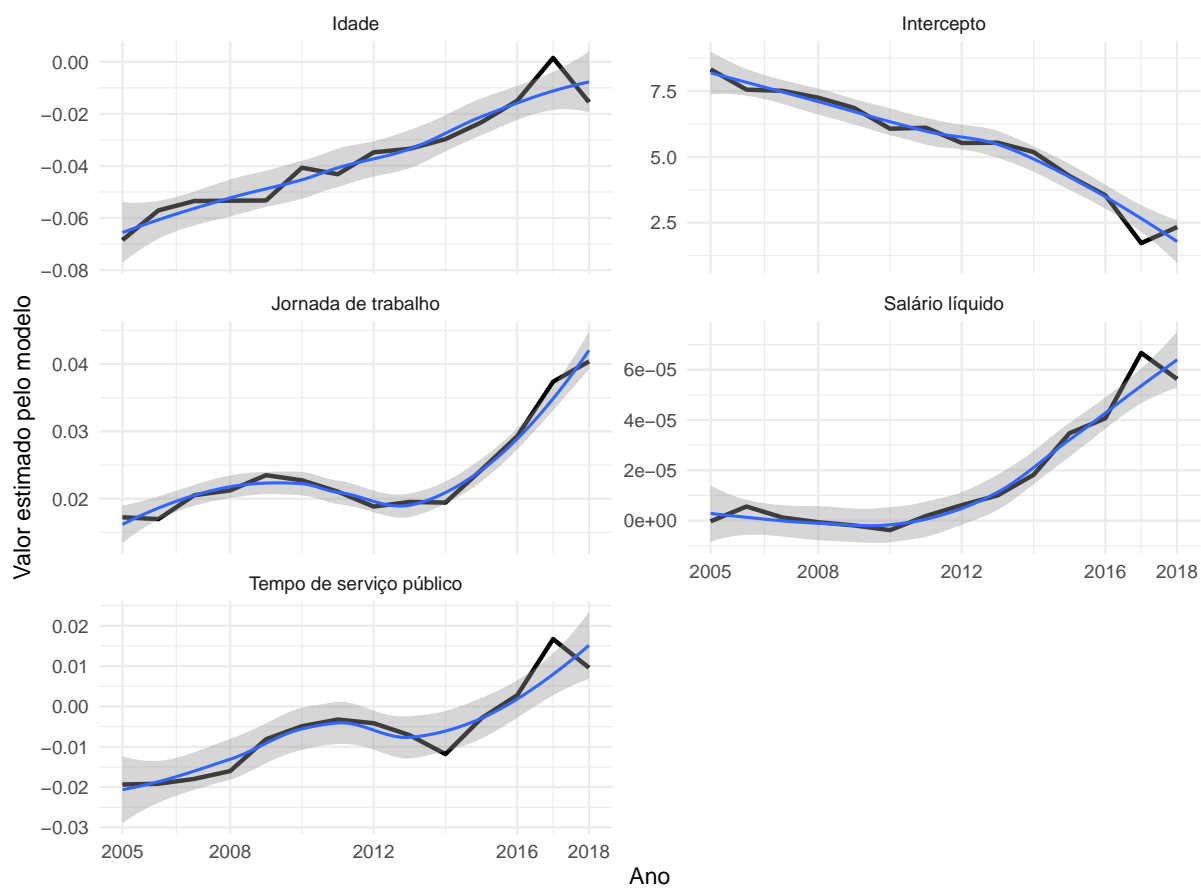 Idade
0.00
−0.02
−0.04
−0.06
−0.08
Intercepto
7.5
5.0
2.5
Jornada de trabalho
0.04
0.03
0.02
Salário líquido
6e−05
4e−05
2e−05
0e+00
2005 2008 2012 2016 2018
Tempo de serviço público
0.02
0.01
0.00
−0.01
−0.02
−0.03
2005 2008 2012 2016 2018
Valor estimado pelo modelo
Ano